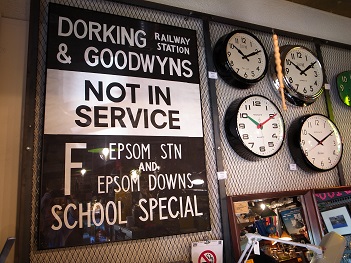 DORKING RAILWAY STATION
& GOODWYNS
NOT IN
SERVICE
F EPSOM STN
AND
EPSOM DOWNS
SCHOOL SPECIAL